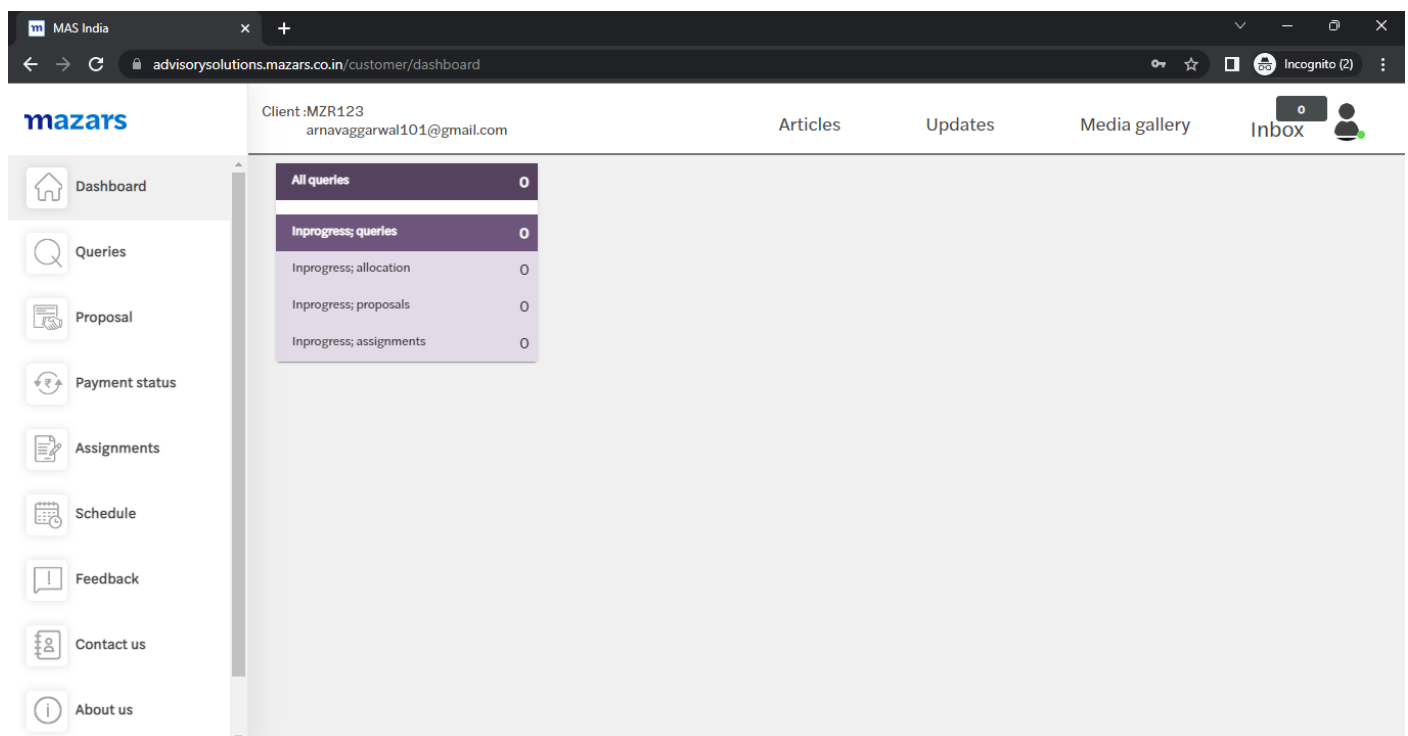 MAS India
advisorysolutions.mazars.co.in/customer/dashboard
Incognito (2)
mazars
Client :MZR123
arnavaggarwal101@gmail.com
Articles
Updates
Media gallery
0
Inbox
Dashboard
Queries
Proposal
Payment status
Assignments
Schedule
Feedback
Contact us
About us
All queries 0
Inprogress; queries 0
Inprogress; allocation 0
Inprogress; proposals 0
Inprogress; assignments 0